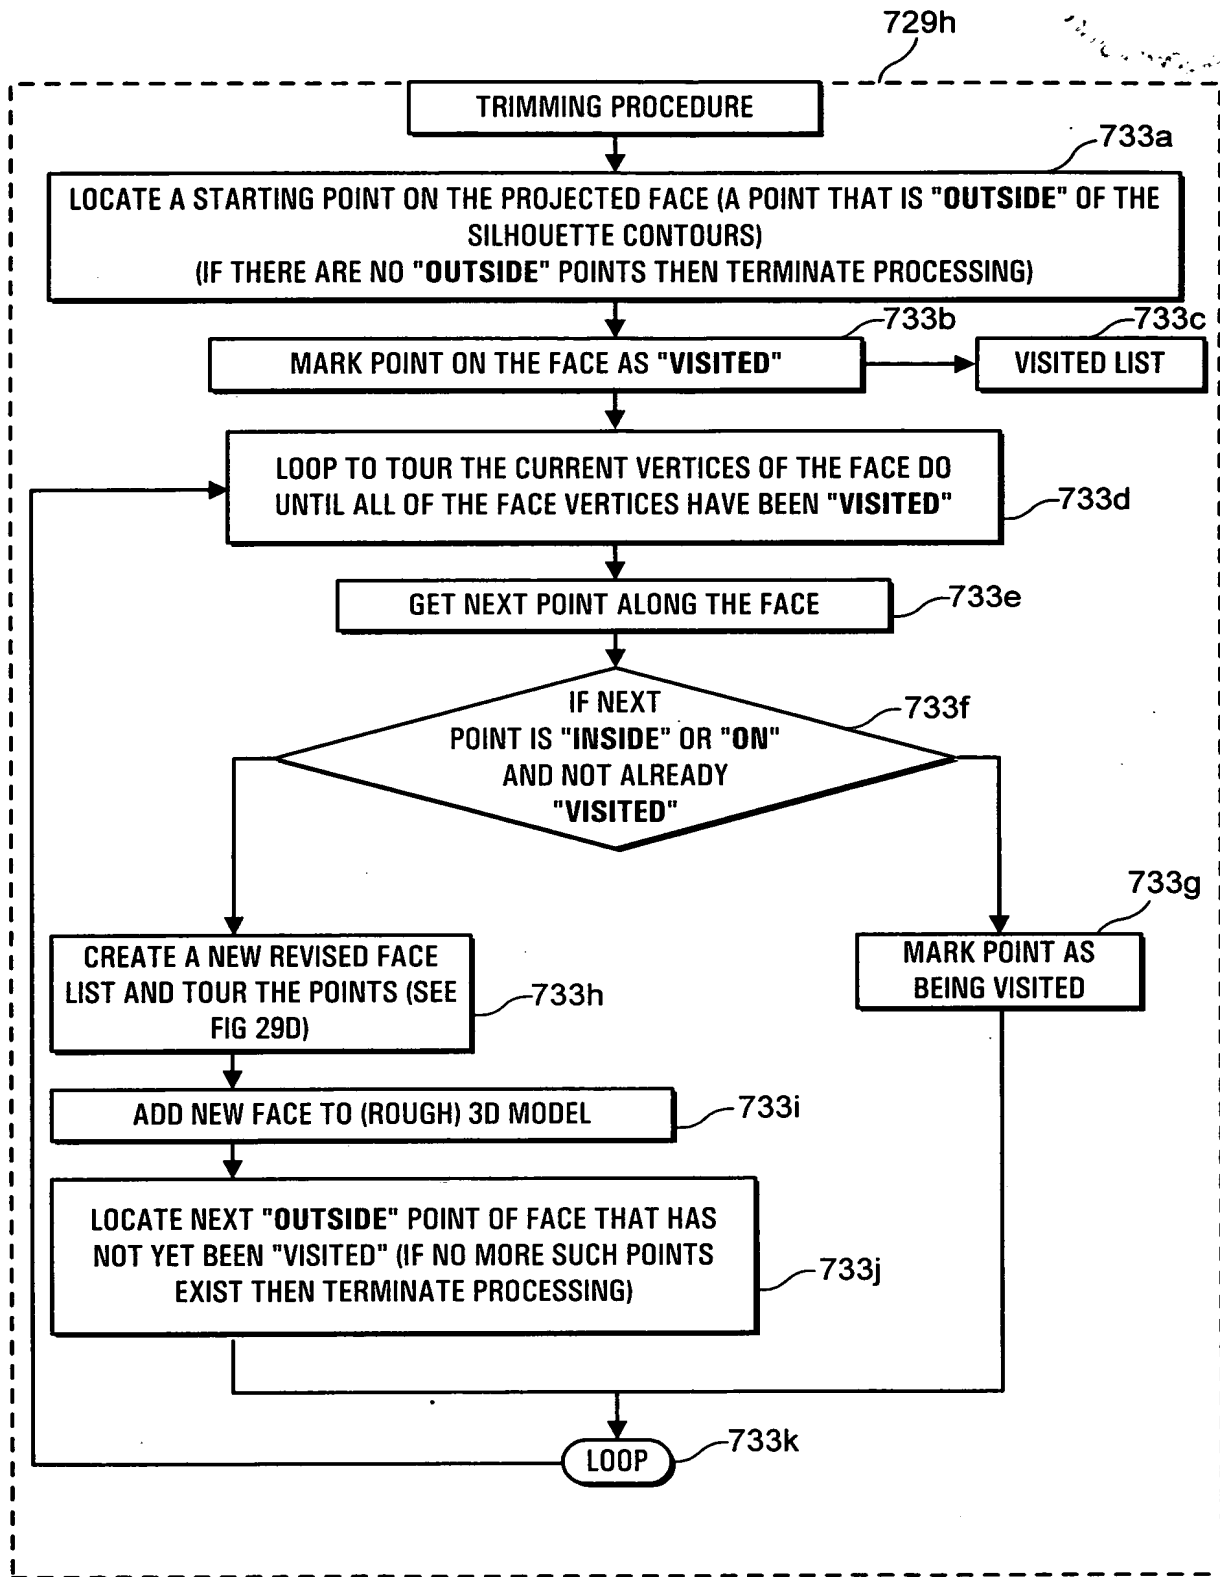 729h
TRIMMING PROCEDURE
733a
LOCATE A STARTING POINT ON THE PROJECTED FACE (A POINT THAT IS "OUTSIDE" OF THE
SILHOUETTE CONTOURS)
(IF THERE ARE NO "OUTSIDE" POINTS THEN TERMINATE PROCESSING)
733b
733c
MARK POINT ON THE FACE AS "VISITED"
VISITED LIST
LOOP TO TOUR THE CURRENT VERTICES OF THE FACE DO
UNTIL ALL OF THE FACE VERTICES HAVE BEEN "VISITED"
733d
GET NEXT POINT ALONG THE FACE
733e
IF NEXT
POINT IS "INSIDE" OR "ON"
AND NOT ALREADY
"VISITED"
733f
733g
CREATE A NEW REVISED FACE
LIST AND TOUR THE POINTS (SEE
FIG 29D)
733h
MARK POINT AS
BEING VISITED
ADD NEW FACE TO (ROUGH) 3D MODEL
733i
LOCATE NEXT "OUTSIDE" POINT OF FACE THAT HAS
NOT YET BEEN "VISITED" (IF NO MORE SUCH POINTS
EXIST THEN TERMINATE PROCESSING)
733j
LOOP
733k